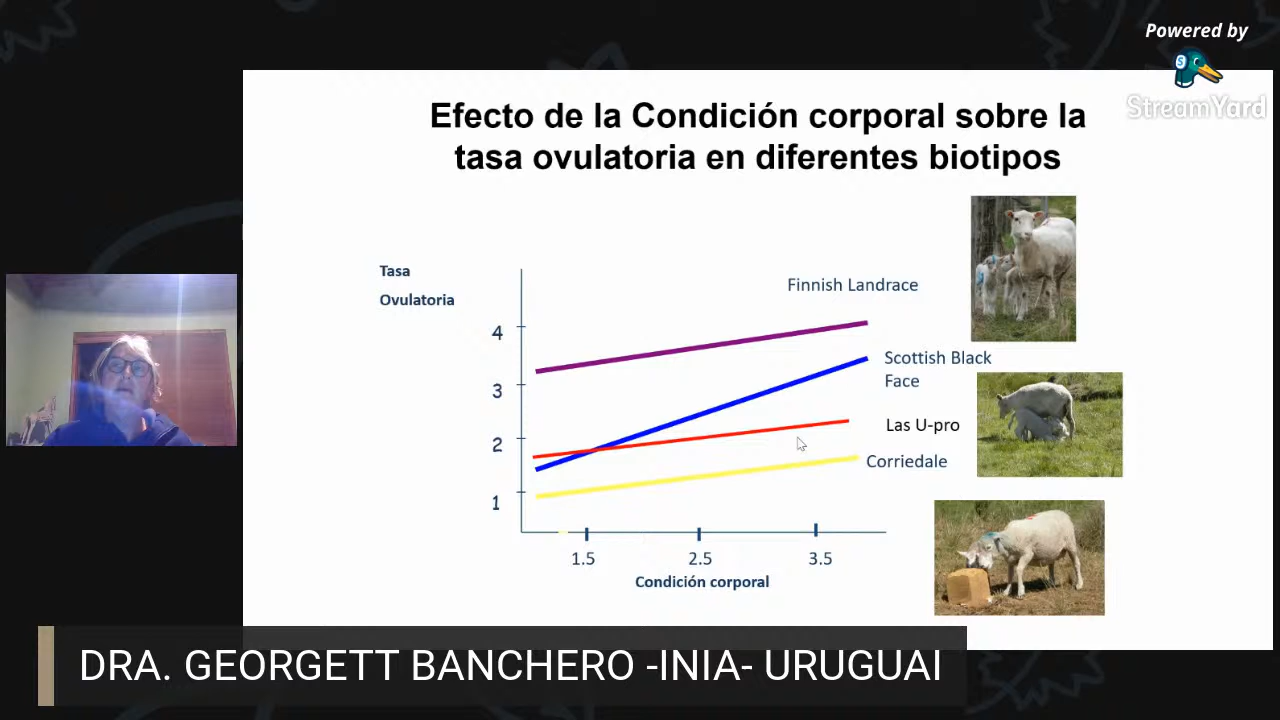 Powered by
StreamYard
Efecto de la Condición corporal sobre la
tasa ovulatoria en diferentes biotipos
Tasa
Ovulatoria
Finnish Landrace
4
Scottish Black
Face
3
Las U-pro
2
Corriedale
1
1.5 2.5 3.5
Condición corporal
DRA. GEORGETT BANCHERO -INIA- URUGUAI